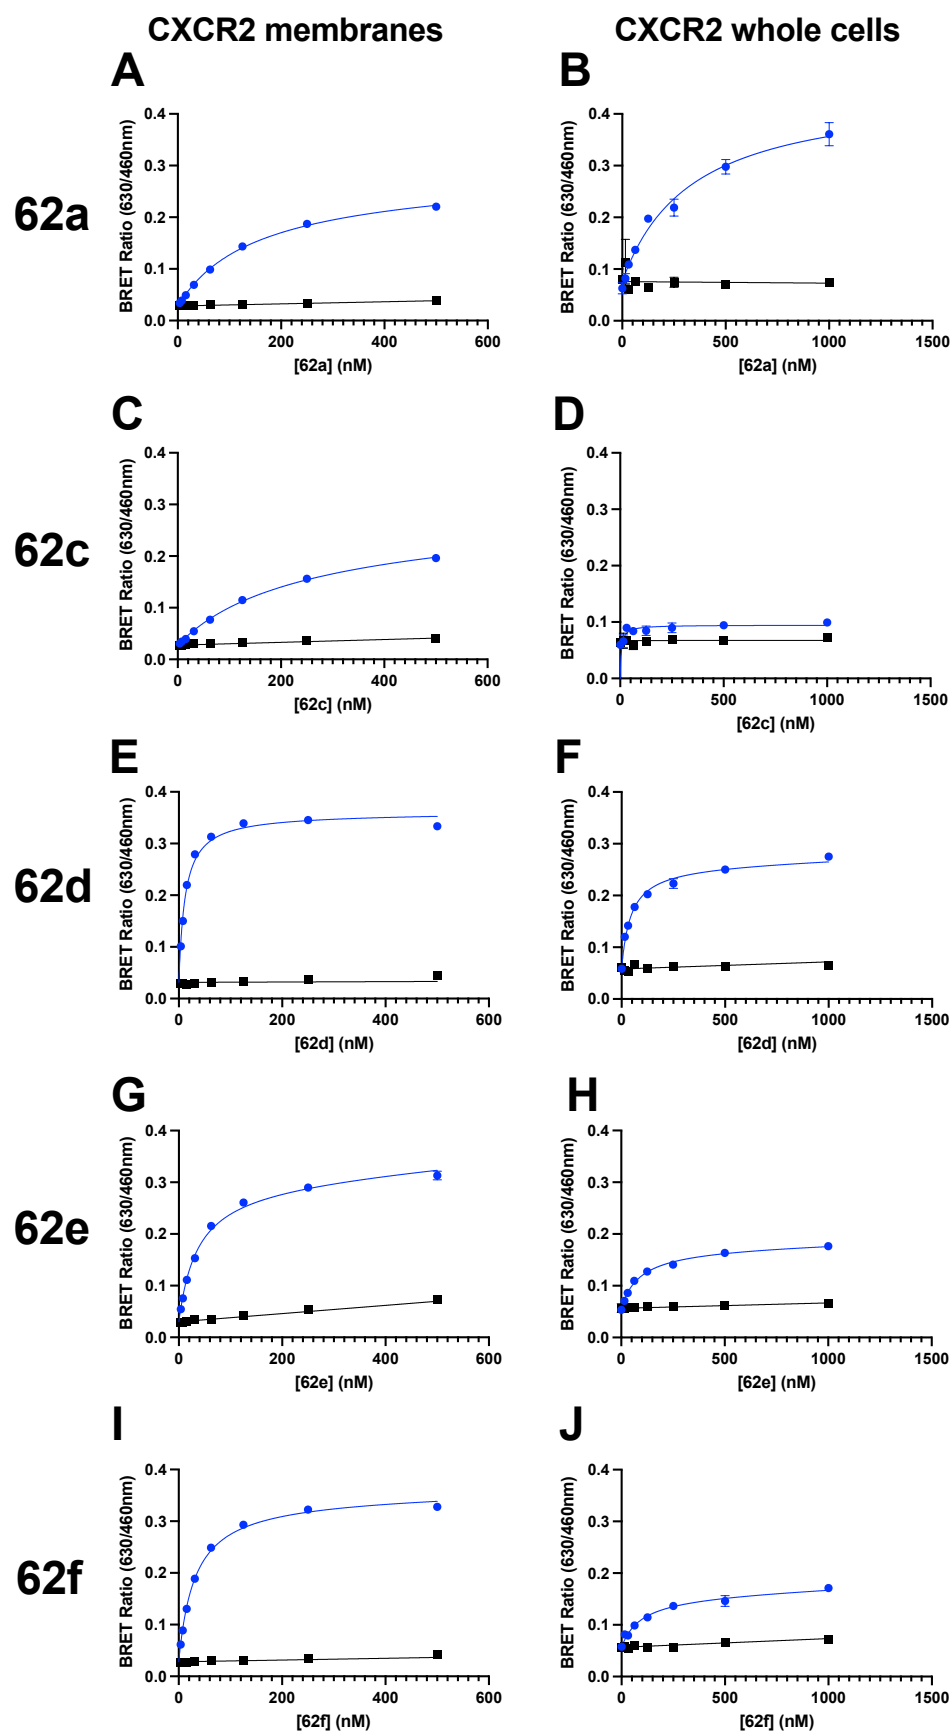 CXCR2 membranes
CXCR2 whole cells
62a
A
BRET Ratio (630/460nm)
0.4
0.3
0.2
0.1
0.0
0 200 400 600
[62a] (nM)
B
BRET Ratio (630/460nm)
0.4
0.3
0.2
0.1
0.0
0 500 1000 1500
[62a] (nM)
62c
C
BRET Ratio (630/460nm)
0.4
0.3
0.2
0.1
0.0
0 200 400 600
[62c] (nM)
D
BRET Ratio (630/460nm)
0.4
0.3
0.2
0.1
0.0
0 500 1000 1500
[62c] (nM)
62d
E
BRET Ratio (630/460nm)
0.4
0.3
0.2
0.1
0.0
0 200 400 600
[62d] (nM)
F
BRET Ratio (630/460nm)
0.4
0.3
0.2
0.1
0.0
0 500 1000 1500
[62d] (nM)
62e
G
BRET Ratio (630/460nm)
0.4
0.3
0.2
0.1
0.0
0 200 400 600
[62e] (nM)
H
BRET Ratio (630/460nm)
0.4
0.3
0.2
0.1
0.0
0 500 1000 1500
[62e] (nM)
62f
I
BRET Ratio (630/460nm)
0.4
0.3
0.2
0.1
0.0
0 200 400 600
[62f] (nM)
J
BRET Ratio (630/460nm)
0.4
0.3
0.2
0.1
0.0
0 500 1000 1500
[62f] (nM)